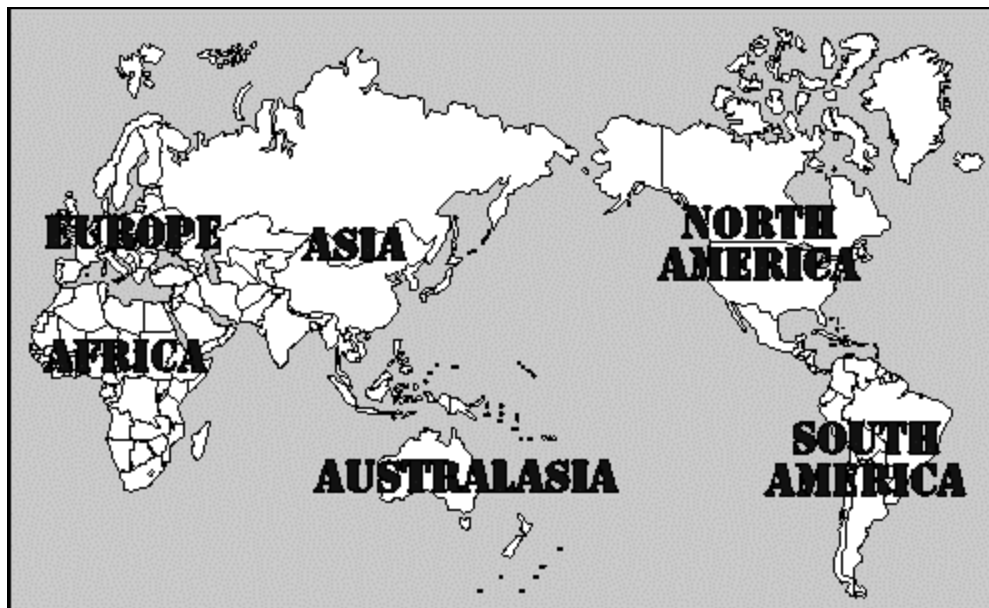 EUROPE
ASIA
NORTH
AMERICA
AFRICA
SOUTH
AMERICA
AUSTRALASIA